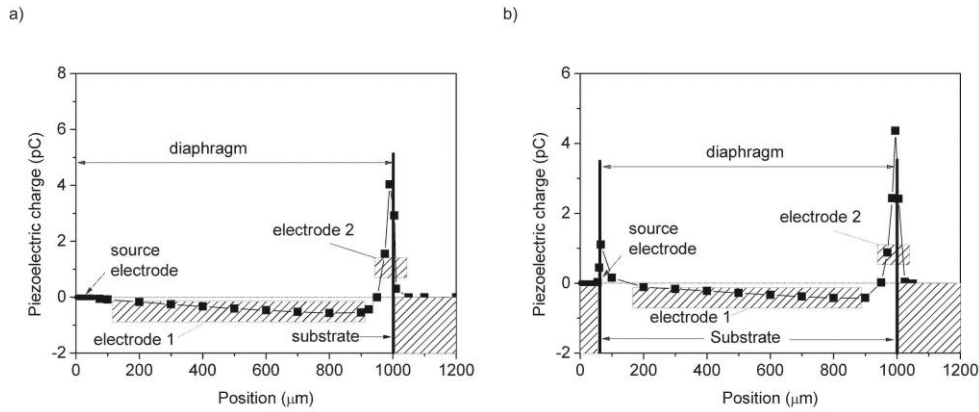 a)
8
6
4
2
0
-2
Piezoelectric charge (pC)
diaphragm
electrode 2
source
electrode
electrode 1
substrate
0 200 400 600 800 1000 1200
Position (μm)
b)
6
4
2
0
-2
Piezoelectric charge (pC)
diaphragm
electrode 2
source
electrode
electrode 1
Substrate
0 200 400 600 800 1000 1200
Position (μm)